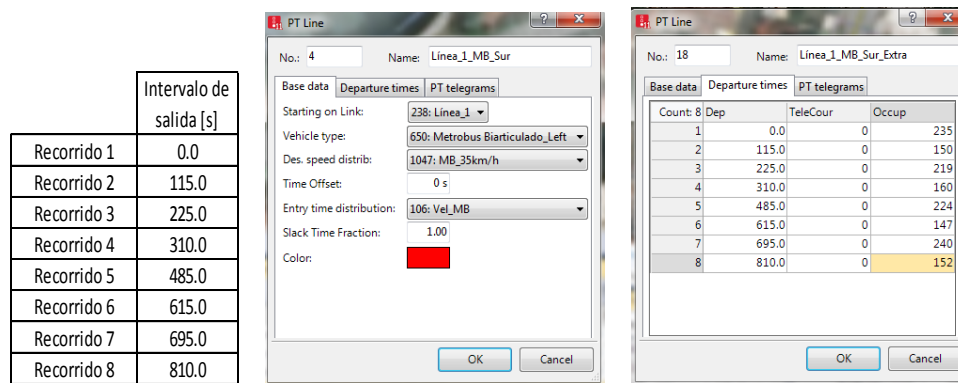 Intervalo de
salida [s]
Recorrido 1 0.0
Recorrido 2 115.0
Recorrido 3 225.0
Recorrido 4 310.0
Recorrido 5 485.0
Recorrido 6 615.0
Recorrido 7 695.0
Recorrido 8 810.0
PT Line
No.: 4 Name: Línea_1_MB_Sur
Base data Departure times PT telegrams
Starting on Link: 238: Línea_1
Vehicle type: 650: Metrobus Biarticulado_Left
Des. speed distrib: 1047: MB_35km/h
Time Offset: 0 s
Entry time distribution: 106: Vel_MB
Slack Time Fraction: 1.00
Color:
OK Cancel
PT Line
No.: 18 Name: Línea_1_MB_Sur_Extra
Base data Departure times PT telegrams
Count: 8 Dep TeleCour Occup
1 0.0 0 235
2 115.0 0 150
3 225.0 0 219
4 310.0 0 160
5 485.0 0 224
6 615.0 0 147
7 695.0 0 240
8 810.0 0 152
OK Cancel